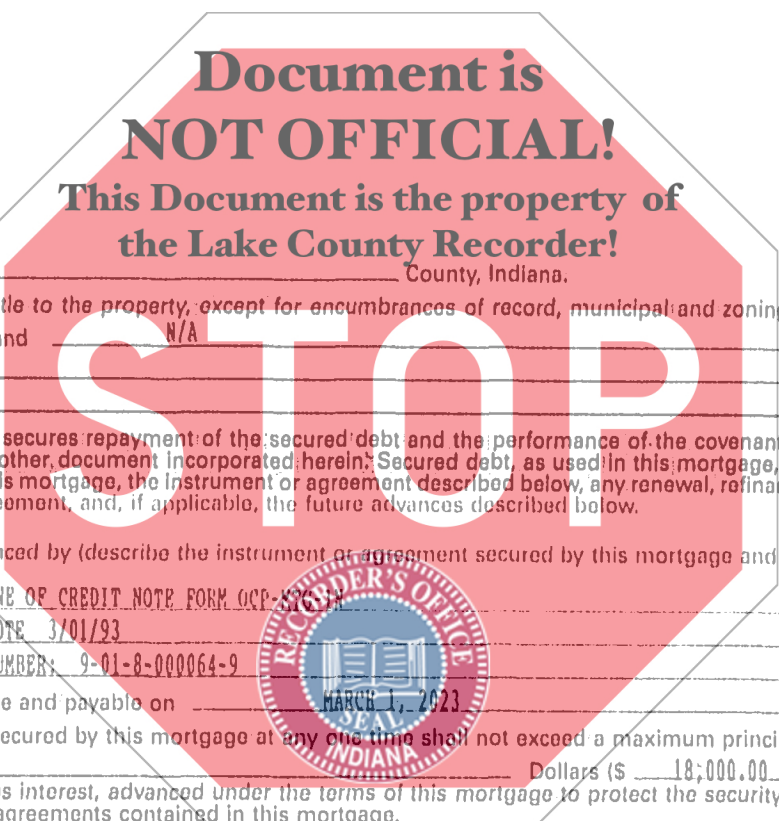 Document is
NOT OFFICIAL!
This Document is the property of
the Lake County Recorder!
County, Indiana.
tle to the property, except for encumbrances of record, municipal and zoning
nd N/A
STOP
secures repayment of the secured debt and the performance of the covenan
other document incorporated herein. Secured debt, as used in this mortgage,
is mortgage, the instrument or agreement described below, any renewal, refina
eement, and, if applicable, the future advances described below.
nced by (describe the instrument or agreement secured by this mortgage and
NE OF CREDIT NOTE FORM OCP-MTG-IN
OTE 3/01/93
UMBER: 9-01-8-000064-9
RECORDER'S OFFICE
SEAL
INDIANA
e and payable on MARCH 1, 2023
ecured by this mortgage at any one time shall not exceed a maximum princi
Dollars ($ 18,000.00
s interest, advanced under the terms of this mortgage to protect the security
agreements contained in this mortgage.